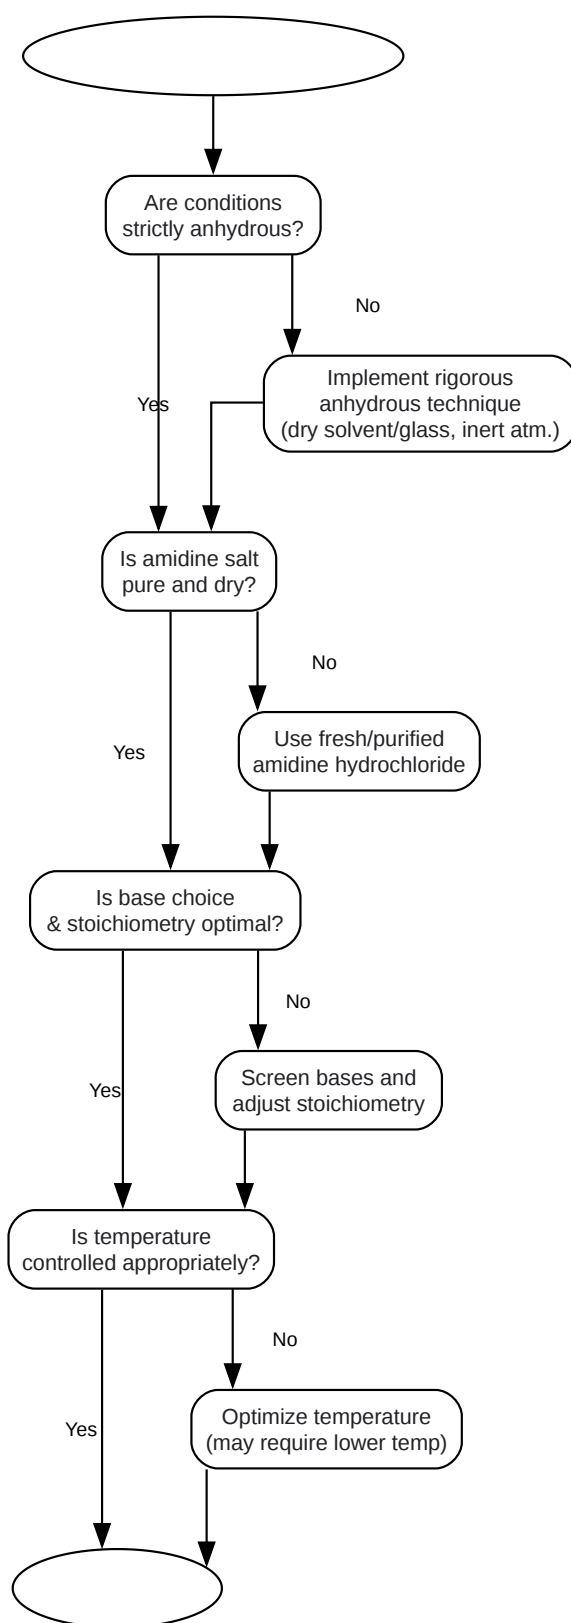 Are conditions
strictly anhydrous?
No
Implement rigorous
anhydrous technique
(dry solvent/glass, inert atm.)
Yes
Is amidine salt
pure and dry?
No
Use fresh/purified
amidine hydrochloride
Yes
Is base choice
& stoichiometry optimal?
No
Screen bases and
adjust stoichiometry
Yes
Is temperature
controlled appropriately?
No
Optimize temperature
(may require lower temp)
Yes